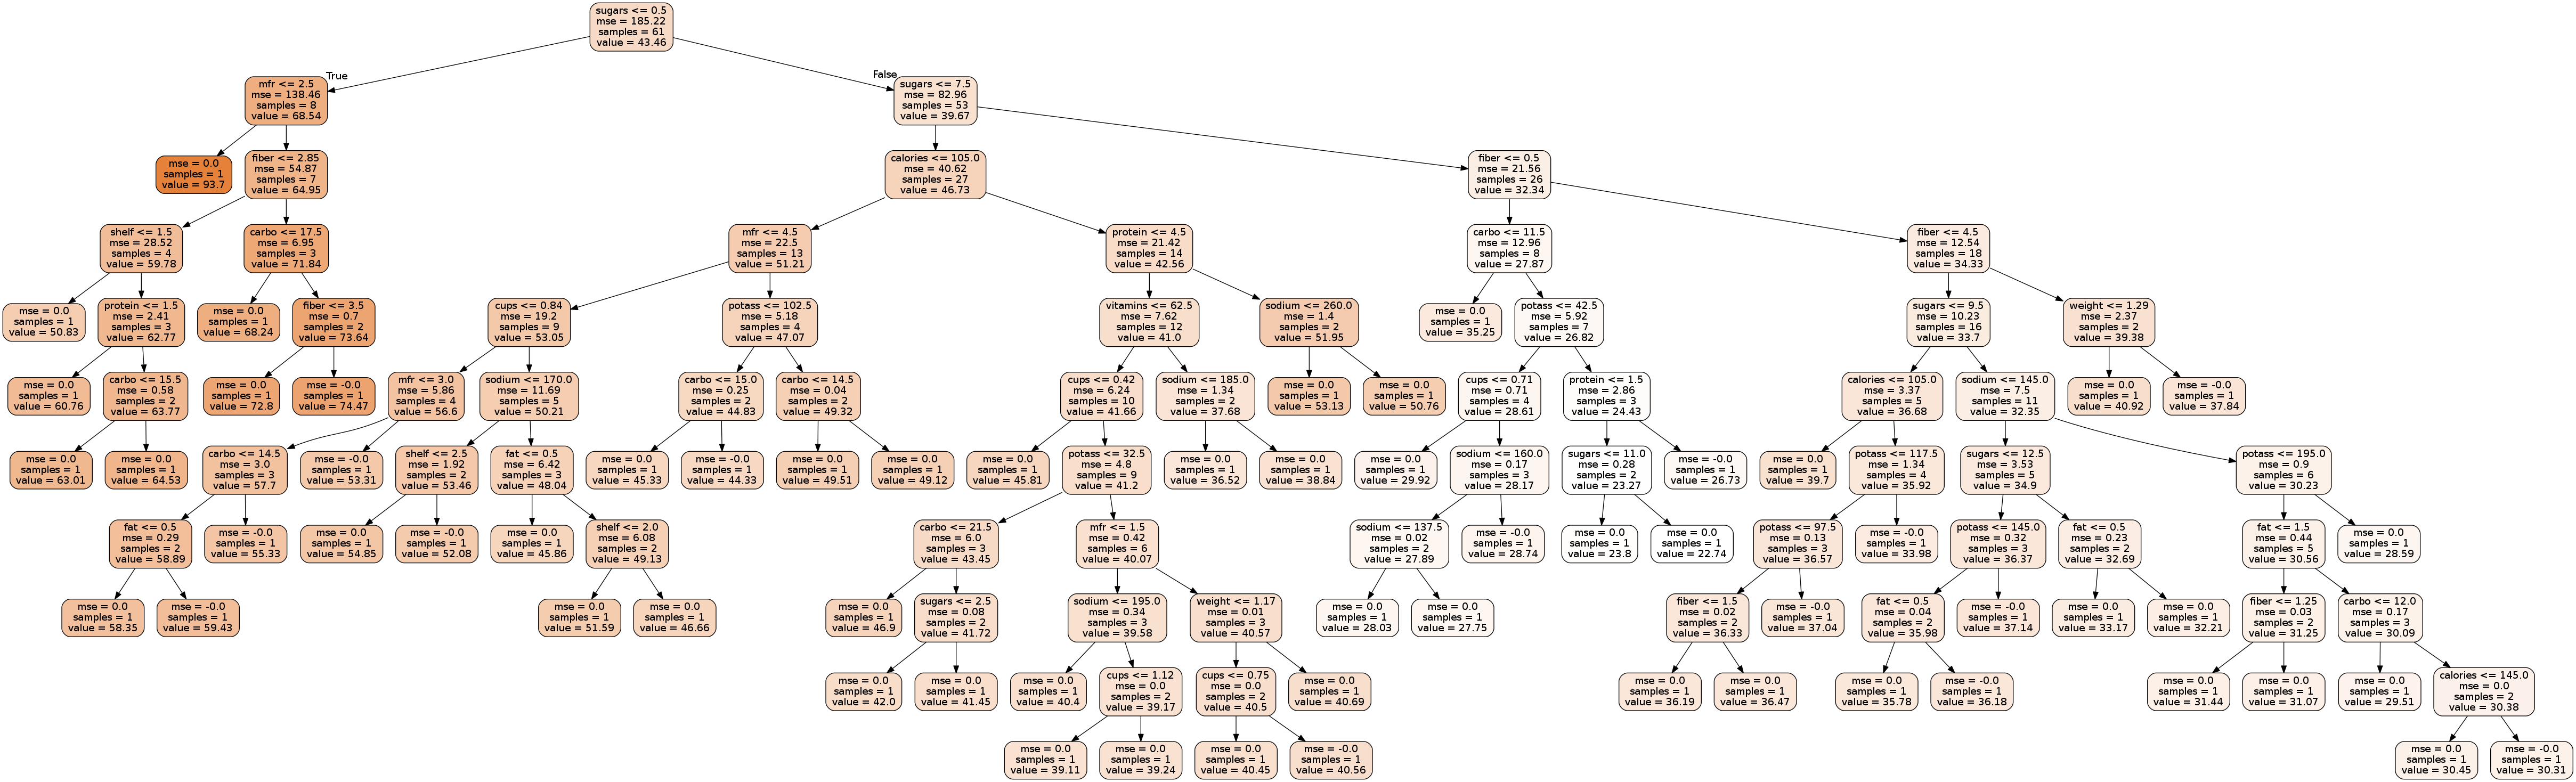 sugars <= 0.5
mse = 185.22
samples = 61
value = 43.46
True
False
mfr <= 2.5
mse = 138.46
samples = 8
value = 68.54
sugars <= 7.5
mse = 82.96
samples = 53
value = 39.67
mse = 0.0
samples = 1
value = 93.7
fiber <= 2.85
mse = 54.87
samples = 7
value = 64.95
calories <= 105.0
mse = 40.62
samples = 27
value = 46.73
fiber <= 0.5
mse = 21.56
samples = 26
value = 32.34
shelf <= 1.5
mse = 28.52
samples = 4
value = 59.78
carbo <= 17.5
mse = 6.95
samples = 3
value = 71.84
mfr <= 4.5
mse = 22.5
samples = 13
value = 51.21
protein <= 4.5
mse = 21.42
samples = 14
value = 42.56
carbo <= 11.5
mse = 12.96
samples = 8
value = 27.87
fiber <= 4.5
mse = 12.54
samples = 18
value = 34.33
mse = 0.0
samples = 1
value = 50.83
protein <= 1.5
mse = 2.41
samples = 3
value = 62.77
mse = 0.0
samples = 1
value = 68.24
fiber <= 3.5
mse = 0.7
samples = 2
value = 73.64
cups <= 0.84
mse = 19.2
samples = 9
value = 53.05
potass <= 102.5
mse = 5.18
samples = 4
value = 47.07
vitamins <= 62.5
mse = 7.62
samples = 12
value = 41.0
sodium <= 260.0
mse = 1.4
samples = 2
value = 51.95
mse = 0.0
samples = 1
value = 35.25
potass <= 42.5
mse = 5.92
samples = 7
value = 26.82
sugars <= 9.5
mse = 10.23
samples = 16
value = 33.7
weight <= 1.29
mse = 2.37
samples = 2
value = 39.38
mse = 0.0
samples = 1
value = 60.76
carbo <= 15.5
mse = 0.58
samples = 2
value = 63.77
mse = 0.0
samples = 1
value = 72.8
mse = -0.0
samples = 1
value = 74.47
mfr <= 3.0
mse = 5.86
samples = 4
value = 56.6
sodium <= 170.0
mse = 11.69
samples = 5
value = 50.21
carbo <= 15.0
mse = 0.25
samples = 2
value = 44.83
carbo <= 14.5
mse = 0.04
samples = 2
value = 49.32
cups <= 0.42
mse = 6.24
samples = 10
value = 41.66
sodium <= 185.0
mse = 1.34
samples = 2
value = 37.68
mse = 0.0
samples = 1
value = 53.13
mse = 0.0
samples = 1
value = 50.76
cups <= 0.71
mse = 0.71
samples = 4
value = 28.61
protein <= 1.5
mse = 2.86
samples = 3
value = 24.43
calories <= 105.0
mse = 3.37
samples = 5
value = 36.68
sodium <= 145.0
mse = 7.5
samples = 11
value = 32.35
mse = 0.0
samples = 1
value = 40.92
mse = -0.0
samples = 1
value = 37.84
mse = 0.0
samples = 1
value = 63.01
mse = 0.0
samples = 1
value = 64.53
carbo <= 14.5
mse = 3.0
samples = 3
value = 57.7
mse = -0.0
samples = 1
value = 53.31
shelf <= 2.5
mse = 1.92
samples = 2
value = 53.46
fat <= 0.5
mse = 6.42
samples = 3
value = 48.04
mse = 0.0
samples = 1
value = 45.33
mse = -0.0
samples = 1
value = 44.33
mse = 0.0
samples = 1
value = 49.51
mse = 0.0
samples = 1
value = 49.12
mse = 0.0
samples = 1
value = 45.81
potass <= 32.5
mse = 4.8
samples = 9
value = 41.2
mse = 0.0
samples = 1
value = 36.52
mse = 0.0
samples = 1
value = 38.84
mse = 0.0
samples = 1
value = 29.92
sodium <= 160.0
mse = 0.17
samples = 3
value = 28.17
sugars <= 11.0
mse = 0.28
samples = 2
value = 23.27
mse = -0.0
samples = 1
value = 26.73
mse = 0.0
samples = 1
value = 39.7
potass <= 117.5
mse = 1.34
samples = 4
value = 35.92
sugars <= 12.5
mse = 3.53
samples = 5
value = 34.9
potass <= 195.0
mse = 0.9
samples = 6
value = 30.23
fat <= 0.5
mse = 0.29
samples = 2
value = 58.89
mse = -0.0
samples = 1
value = 55.33
mse = 0.0
samples = 1
value = 54.85
mse = -0.0
samples = 1
value = 52.08
mse = 0.0
samples = 1
value = 45.86
shelf <= 2.0
mse = 6.08
samples = 2
value = 49.13
carbo <= 21.5
mse = 6.0
samples = 3
value = 43.45
mfr <= 1.5
mse = 0.42
samples = 6
value = 40.07
sodium <= 137.5
mse = 0.02
samples = 2
value = 27.89
mse = -0.0
samples = 1
value = 28.74
mse = 0.0
samples = 1
value = 23.8
mse = 0.0
samples = 1
value = 22.74
potass <= 97.5
mse = 0.13
samples = 3
value = 36.57
mse = -0.0
samples = 1
value = 33.98
potass <= 145.0
mse = 0.32
samples = 3
value = 36.37
fat <= 0.5
mse = 0.23
samples = 2
value = 32.69
fat <= 1.5
mse = 0.44
samples = 5
value = 30.56
mse = 0.0
samples = 1
value = 28.59
mse = 0.0
samples = 1
value = 58.35
mse = -0.0
samples = 1
value = 59.43
mse = 0.0
samples = 1
value = 51.59
mse = 0.0
samples = 1
value = 46.66
mse = 0.0
samples = 1
value = 46.9
sugars <= 2.5
mse = 0.08
samples = 2
value = 41.72
sodium <= 195.0
mse = 0.34
samples = 3
value = 39.58
weight <= 1.17
mse = 0.01
samples = 3
value = 40.57
mse = 0.0
samples = 1
value = 28.03
mse = 0.0
samples = 1
value = 27.75
fiber <= 1.5
mse = 0.02
samples = 2
value = 36.33
mse = -0.0
samples = 1
value = 37.04
fat <= 0.5
mse = 0.04
samples = 2
value = 35.98
mse = -0.0
samples = 1
value = 37.14
mse = 0.0
samples = 1
value = 33.17
mse = 0.0
samples = 1
value = 32.21
fiber <= 1.25
mse = 0.03
samples = 2
value = 31.25
carbo <= 12.0
mse = 0.17
samples = 3
value = 30.09
mse = 0.0
samples = 1
value = 42.0
mse = 0.0
samples = 1
value = 41.45
mse = 0.0
samples = 1
value = 40.4
cups <= 1.12
mse = 0.0
samples = 2
value = 39.17
cups <= 0.75
mse = 0.0
samples = 2
value = 40.5
mse = 0.0
samples = 1
value = 40.69
mse = 0.0
samples = 1
value = 36.19
mse = 0.0
samples = 1
value = 36.47
mse = 0.0
samples = 1
value = 35.78
mse = -0.0
samples = 1
value = 36.18
mse = 0.0
samples = 1
value = 31.44
mse = 0.0
samples = 1
value = 31.07
mse = 0.0
samples = 1
value = 29.51
calories <= 145.0
mse = 0.0
samples = 2
value = 30.38
mse = 0.0
samples = 1
value = 39.11
mse = 0.0
samples = 1
value = 39.24
mse = 0.0
samples = 1
value = 40.45
mse = -0.0
samples = 1
value = 40.56
mse = 0.0
samples = 1
value = 30.45
mse = -0.0
samples = 1
value = 30.31